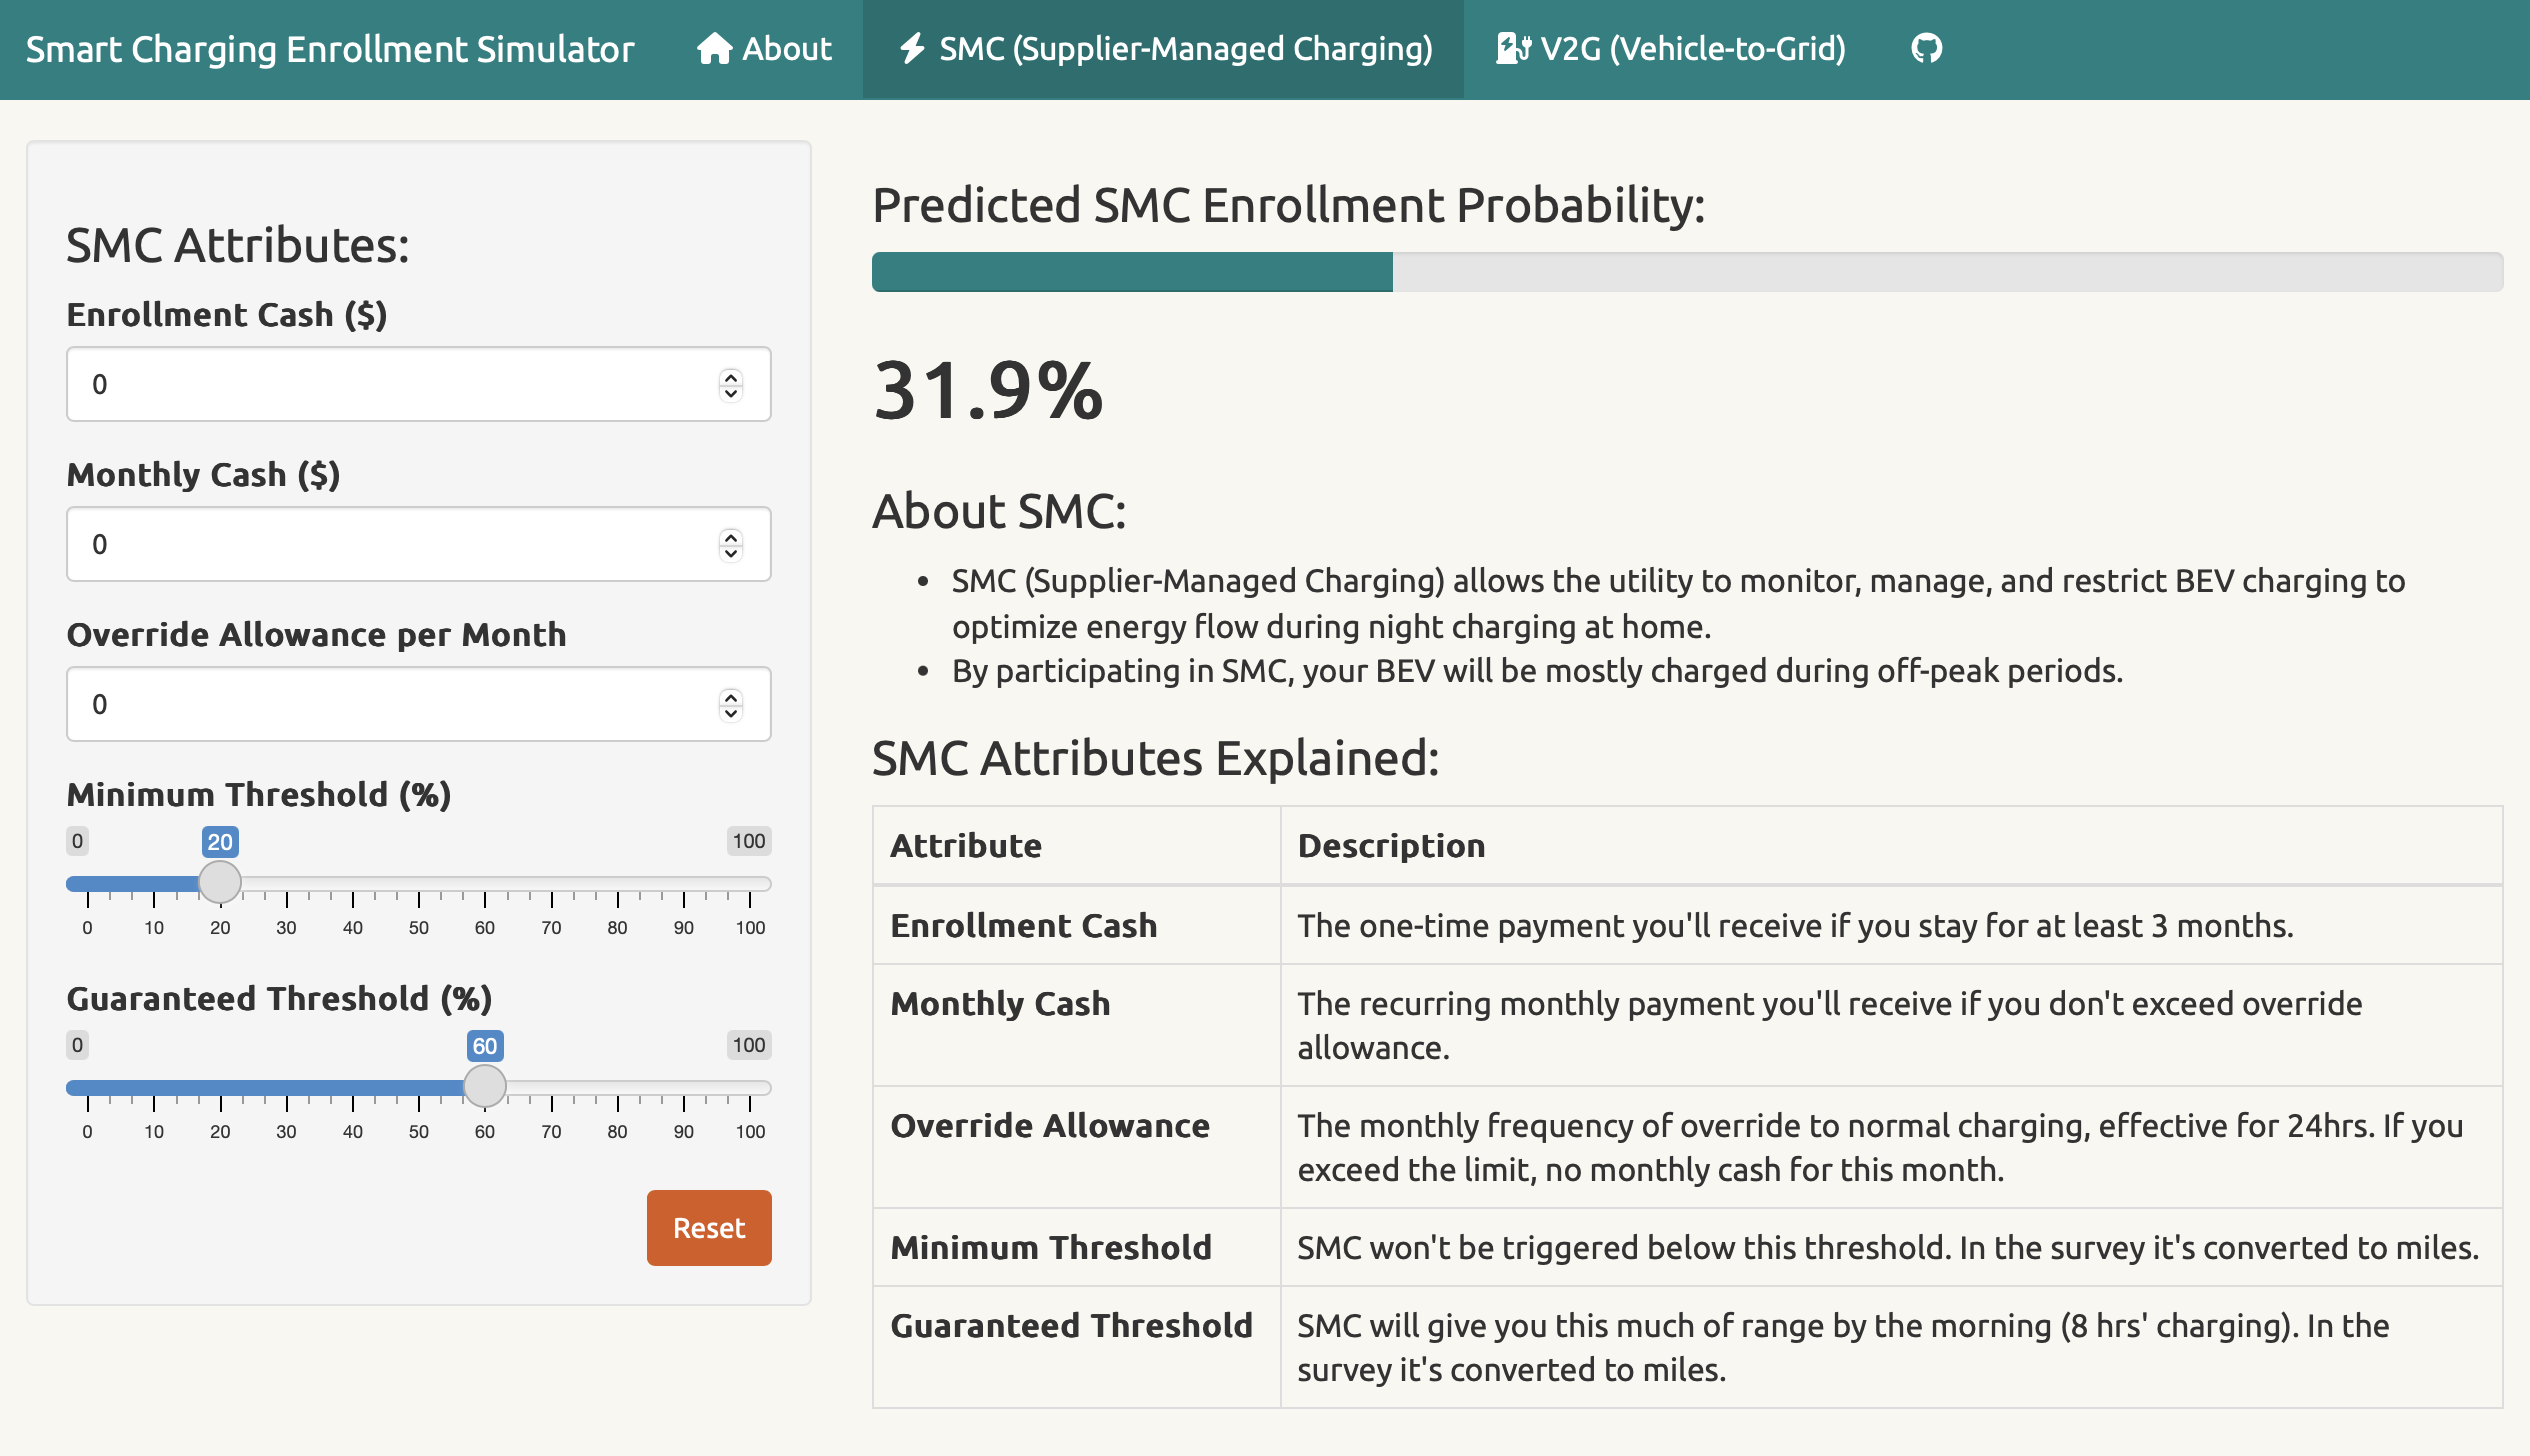 Smart Charging Enrollment Simulator
About
SMC (Supplier-Managed Charging)
V2G (Vehicle-to-Grid)
SMC Attributes:
Enrollment Cash ($)
0
Monthly Cash ($)
0
Override Allowance per Month
0
Minimum Threshold (%)
0 20 100
0 10 20 30 40 50 60 70 80 90 100
Guaranteed Threshold (%)
0 60 100
0 10 20 30 40 50 60 70 80 90 100
Reset
Predicted SMC Enrollment Probability:
31.9%
About SMC:
• SMC (Supplier-Managed Charging) allows the utility to monitor, manage, and restrict BEV charging to
optimize energy flow during night charging at home.
• By participating in SMC, your BEV will be mostly charged during off-peak periods.
SMC Attributes Explained:
Attribute Description
Enrollment Cash The one-time payment you'll receive if you stay for at least 3 months.
Monthly Cash The recurring monthly payment you'll receive if you don't exceed override
allowance.
Override Allowance The monthly frequency of override to normal charging, effective for 24hrs. If you
exceed the limit, no monthly cash for this month.
Minimum Threshold SMC won't be triggered below this threshold. In the survey it's converted to miles.
Guaranteed Threshold SMC will give you this much of range by the morning (8 hrs' charging). In the
survey it's converted to miles.